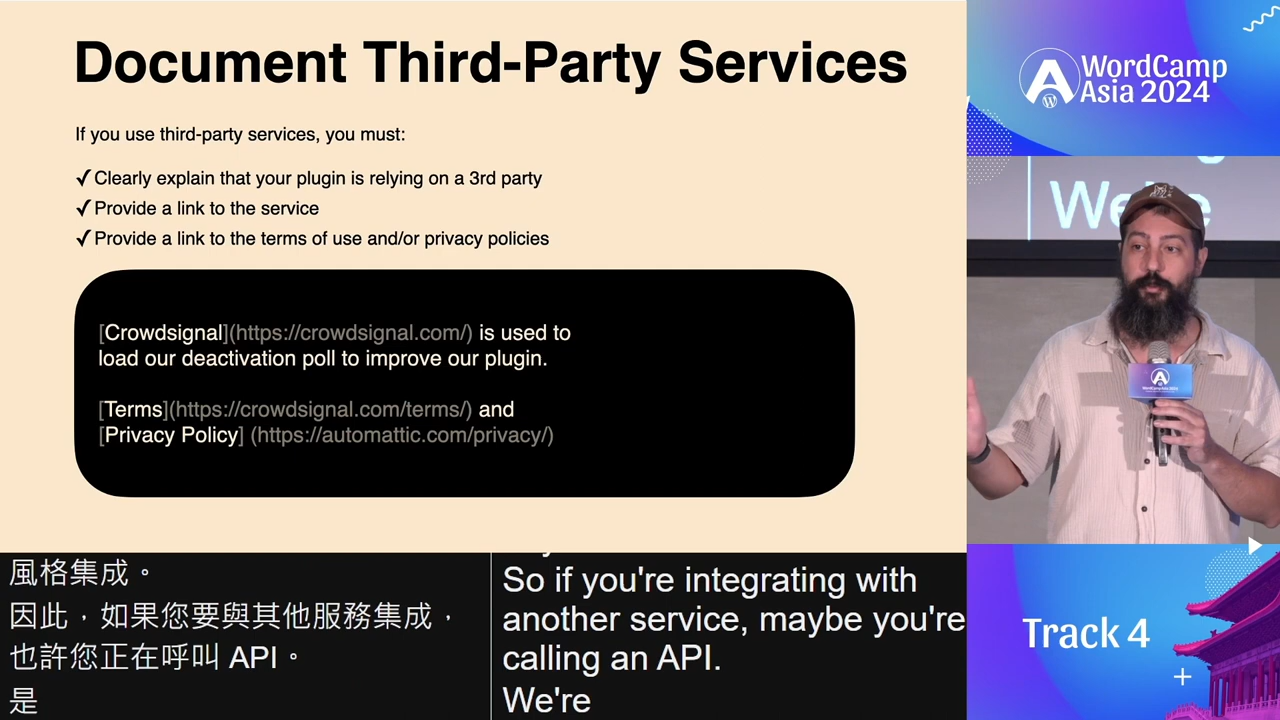 Document Third-Party Services
If you use third-party services, you must:
✓Clearly explain that your plugin is relying on a 3rd party
✓Provide a link to the service
✓Provide a link to the terms of use and/or privacy policies
[Crowdsignal](https://crowdsignal.com/) is used to
load our deactivation poll to improve our plugin.
[Terms](https://crowdsignal.com/terms/) and
[Privacy Policy] (https://automattic.com/privacy/)
風格集成。
因此，如果您要與其他服務集成，
也許您正在呼叫 API。
是
So if you're integrating with
another service, maybe you're
calling an API.
We're
WordCamp
Asia 2024
We're
WordCamp
Asia 2024
Track 4